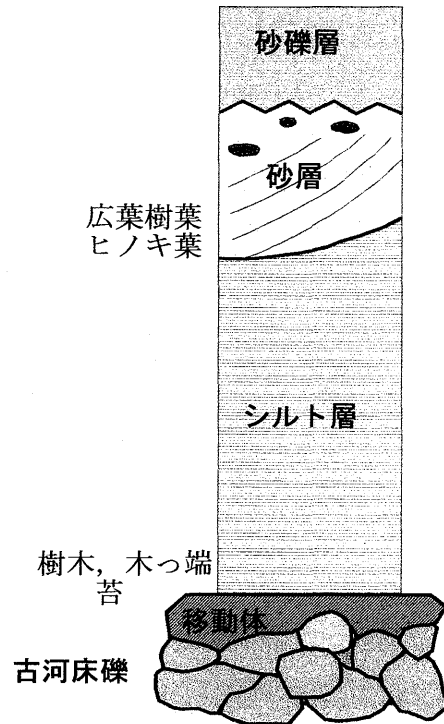 砂礫層
砂層
広葉樹葉
ヒノキ葉
シルト層
樹木，木っ端
苔
移動体
古河床礫